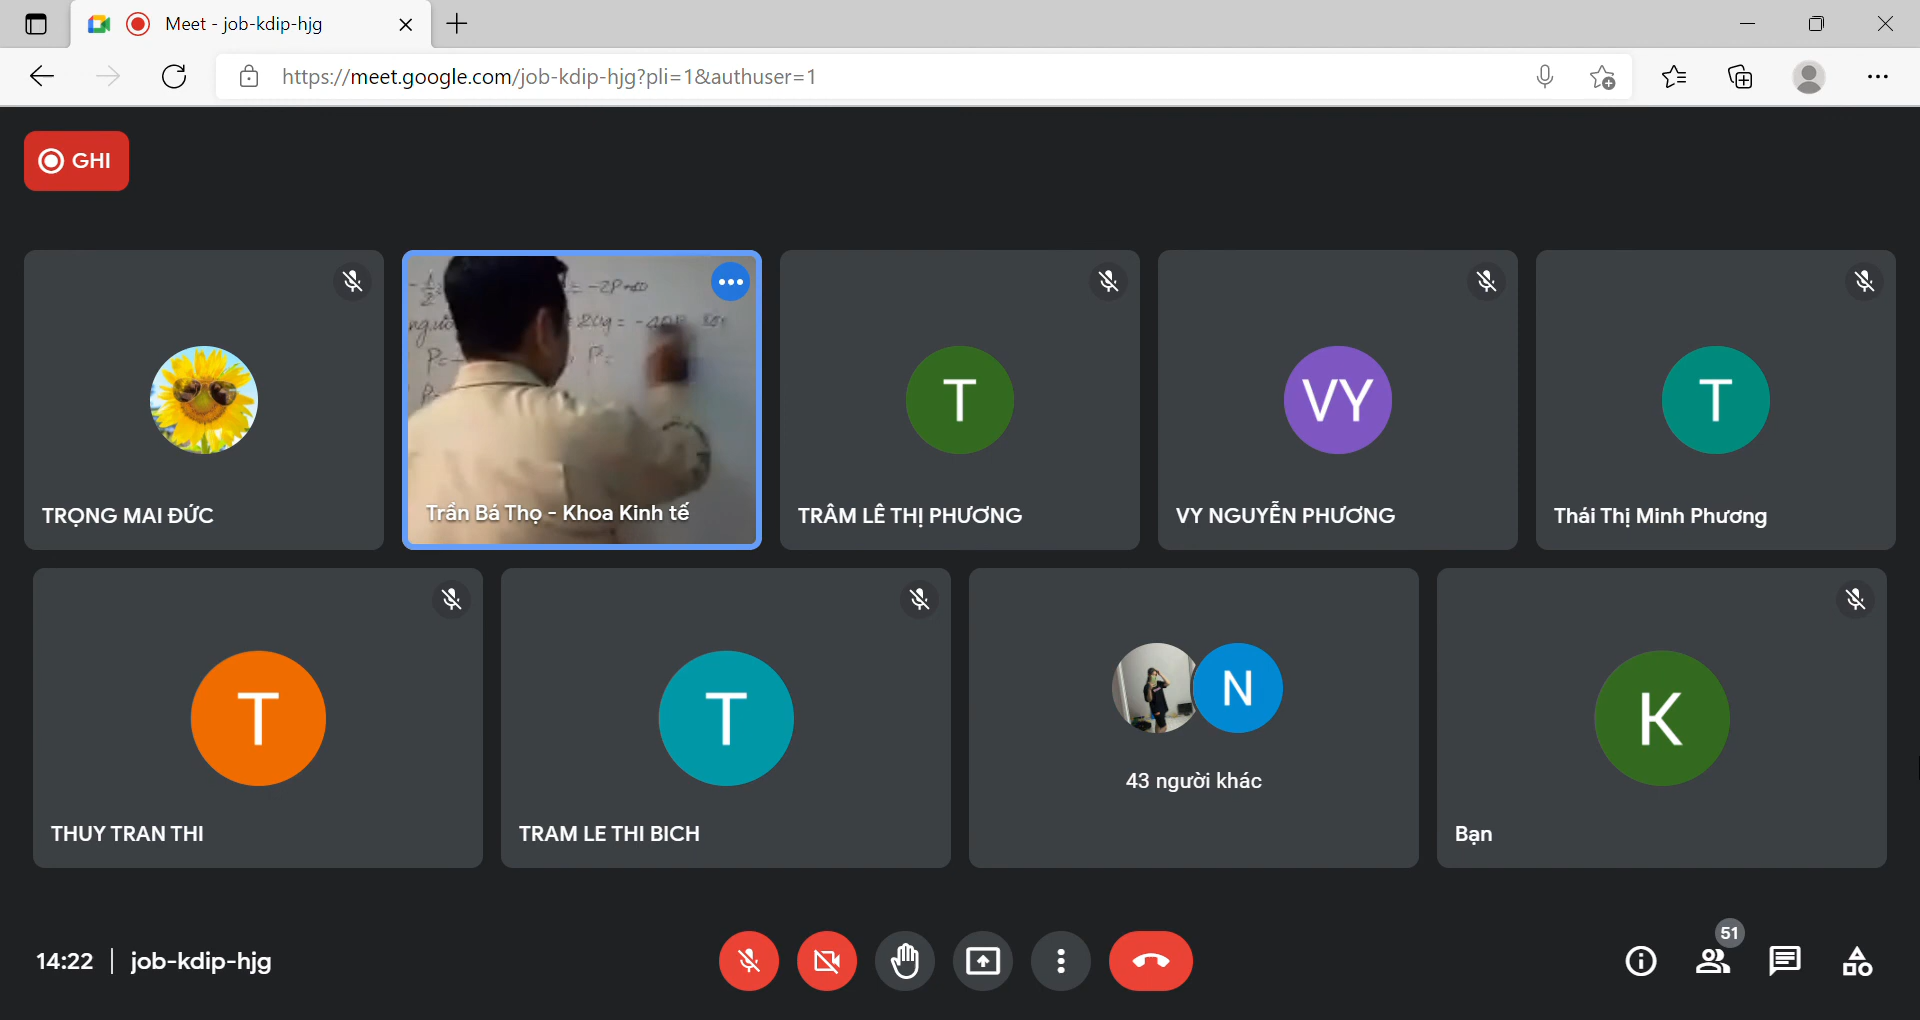 Meet - job-kdip-hjg
https://meet.google.com/job-kdip-hjg?pli=1&authuser=1
GHI
TRỌNG MAI ĐỨC
Trần Bá Thọ - Khoa Kinh tế
T
TRÂM LÊ THỊ PHƯƠNG
VY
VY NGUYỄN PHƯƠNG
T
Thái Thị Minh Phương
T
THUY TRAN THI
T
TRAM LE THI BICH
N
43 người khác
K
Bạn
14:22
job-kdip-hjg
51